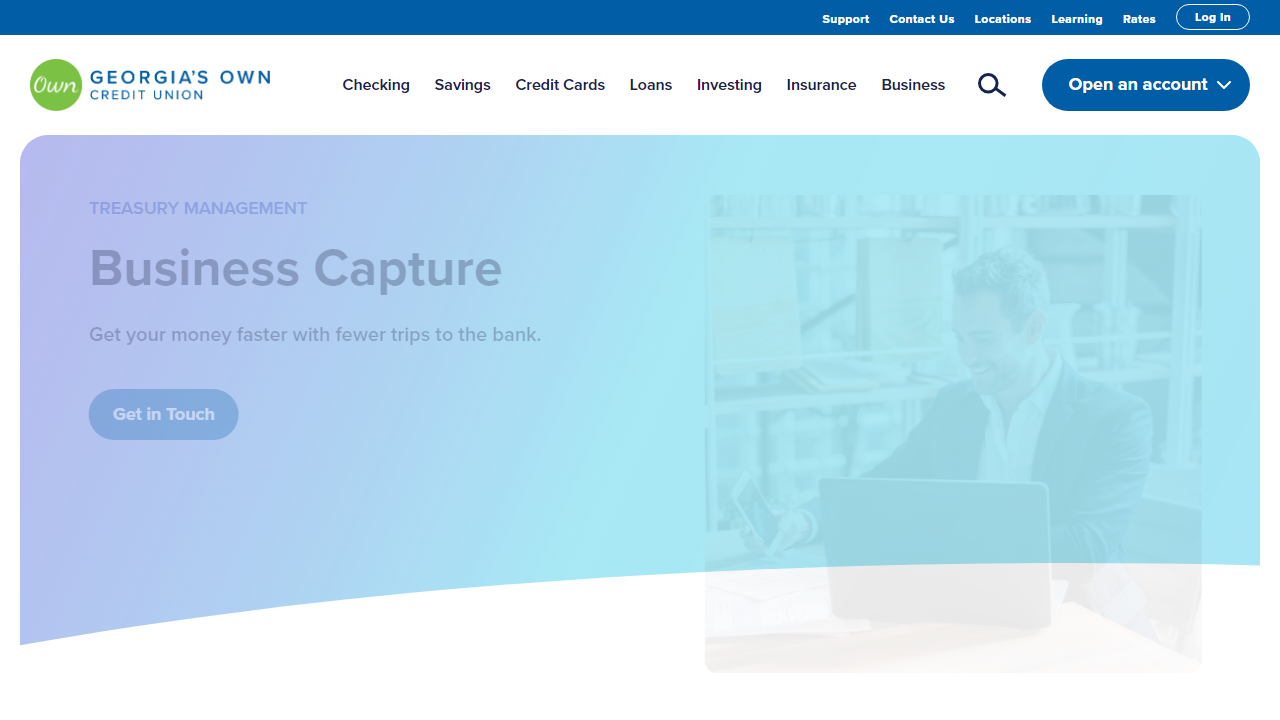 Support Contact Us Locations Learning Rates Log In
Own GEORGIA'S OWN
CREDIT UNION
Checking Savings Credit Cards Loans Investing Insurance Business Open an account
TREASURY MANAGEMENT
Business Capture
Get your money faster with fewer trips to the bank.
Get in Touch